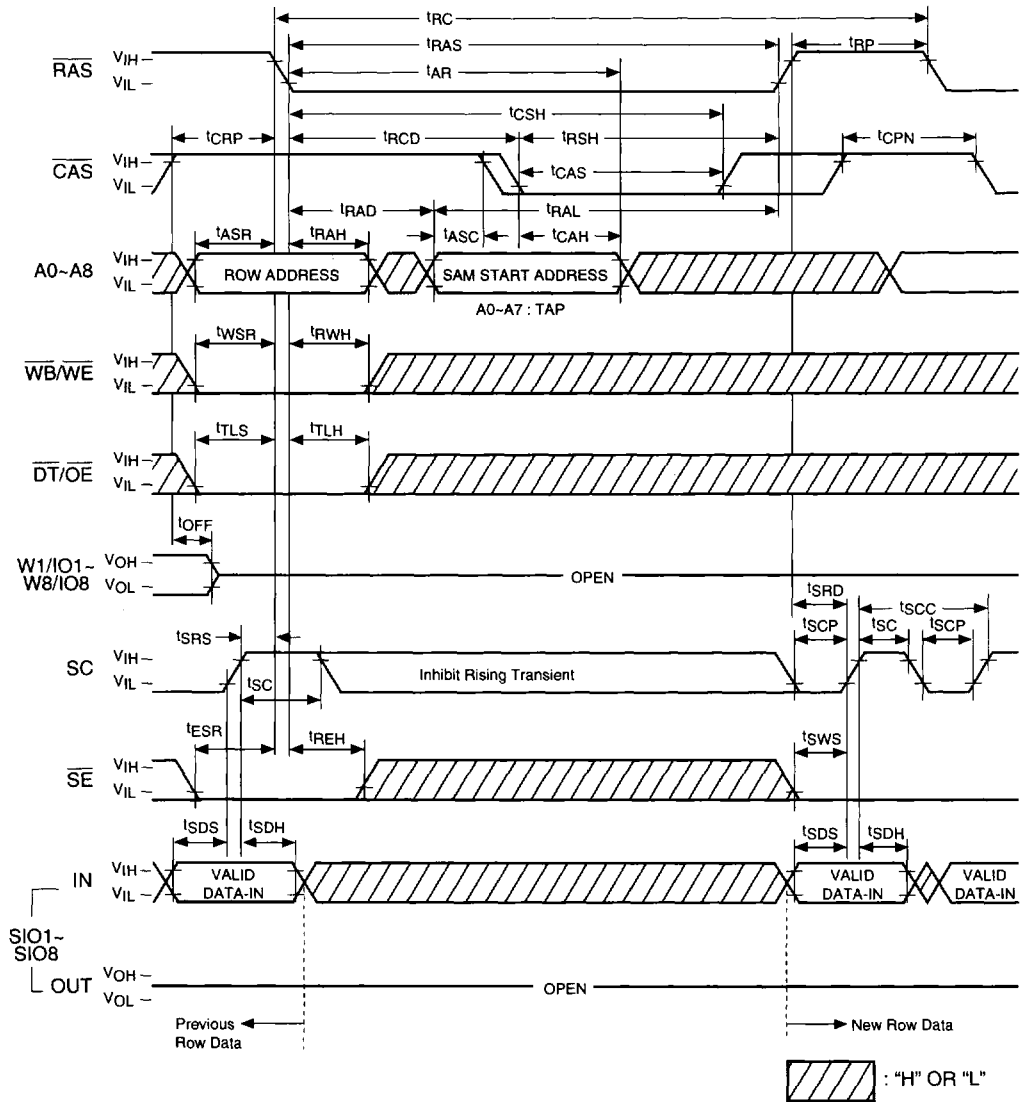 tRC
tRAS
tRP
RAS
VIH
VIL
tAR
tCSH
tCRP
tRCD
tRSH
tCPN
CAS
VIH
VIL
tCAS
tRAD
tRAL
tASR
tRAH
tASC
tCAH
A0~A8
VIH
VIL
ROW ADDRESS
SAM START ADDRESS
A0~A7 : TAP
tWSR
tRWH
WB/WE
VIH
VIL
tTLS
tTLH
DT/OE
VIH
VIL
tOFF
W1/IO1~
W8/IO8
VOH
VOL
OPEN
tSRD
tSCC
tSRS
tSCP
tSC
tSCP
SC
VIH
VIL
tSC
Inhibit Rising Transient
tESR
tREH
tSWS
SE
VIH
VIL
tSDS
tSDH
tSDS
tSDH
IN
VIH
VIL
VALID
DATA-IN
VALID
DATA-IN
VALID
DATA-IN
SIO1~
SIO8
OUT
VOH
VOL
OPEN
Previous
Row Data
New Row Data
: "H" OR "L"